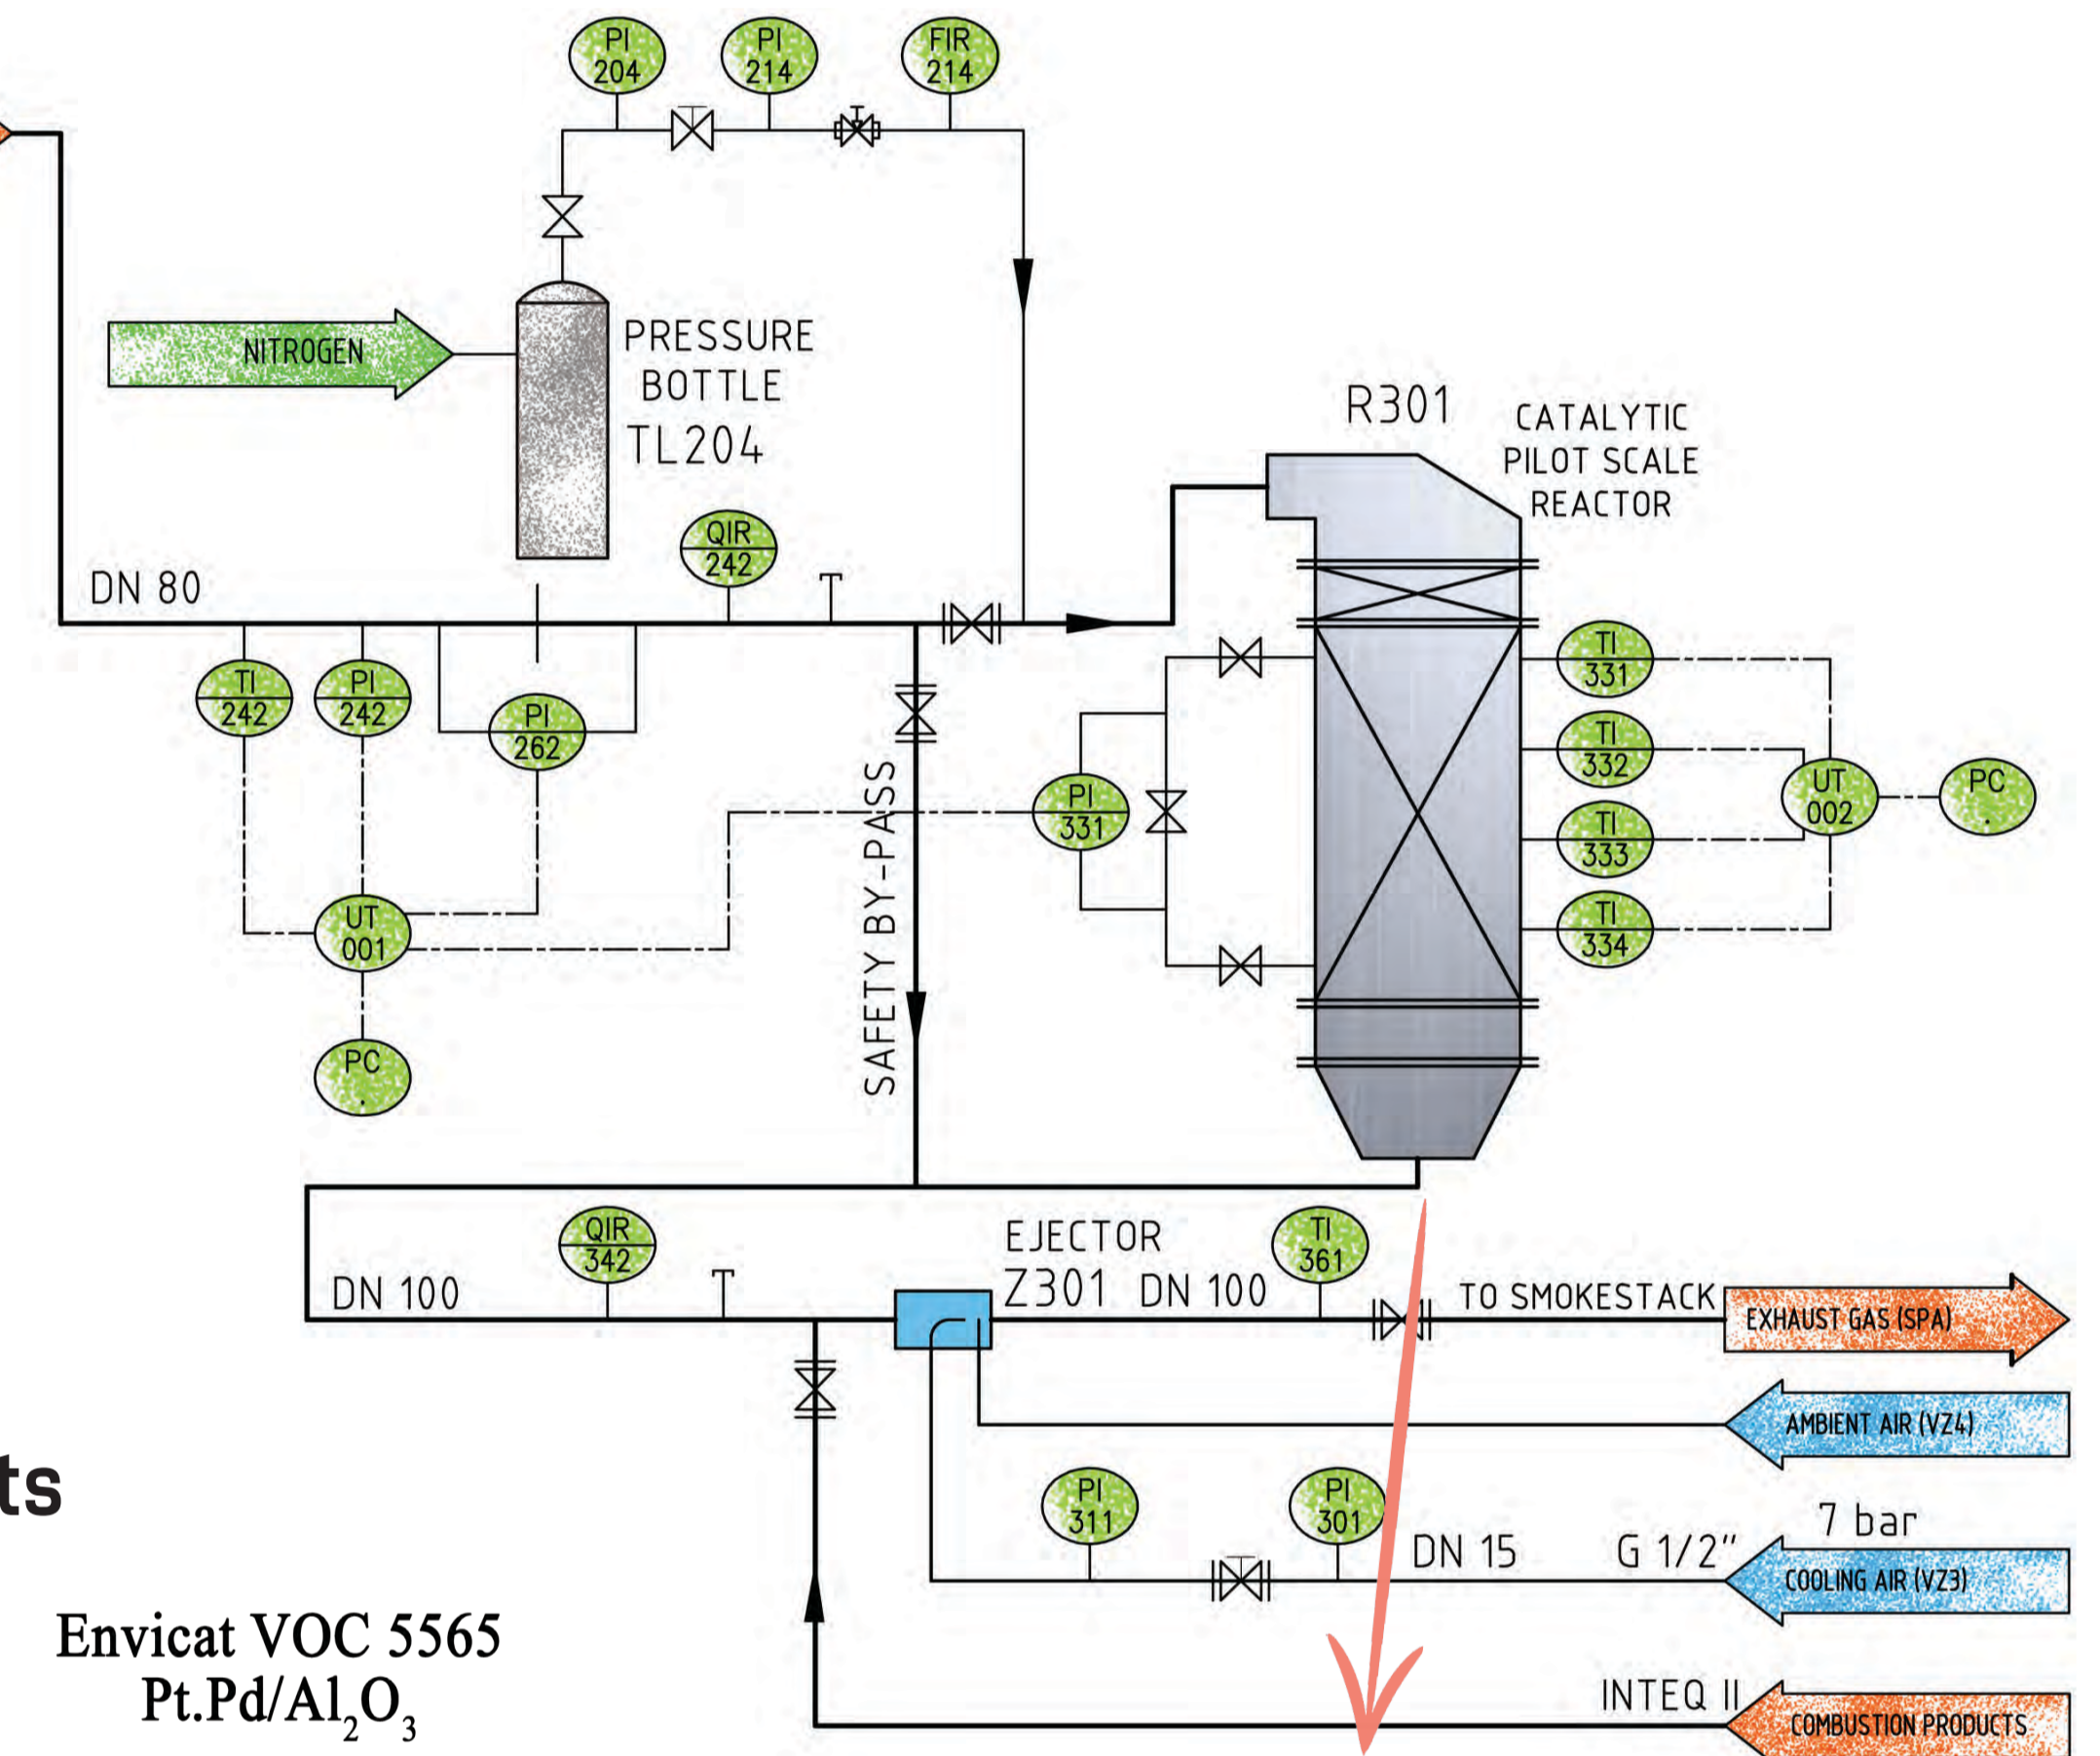 PI
204
PI
214
FIR
214
NITROGEN
PRESSURE
BOTTLE
TL204
R301
CATALYTIC
PILOT SCALE
REACTOR
QIR
242
DN 80
TI
242
PI
242
PI
262
TI
331
TI
332
TI
333
TI
334
UT
002
PC
.
PI
331
SAFETY BY-PASS
UT
001
PC
.
QIR
342
DN 100
EJECTOR
Z301 DN 100
TI
361
TO SMOKESTACK
EXHAUST GAS (SPA)
AMBIENT AIR (VZ4)
PI
311
PI
301
DN 15
G 1/2"
7 bar
COOLING AIR (VZ3)
ts
Envicat VOC 5565
Pt.Pd/Al₂O₃
INTEQ II
COMBUSTION PRODUCTS